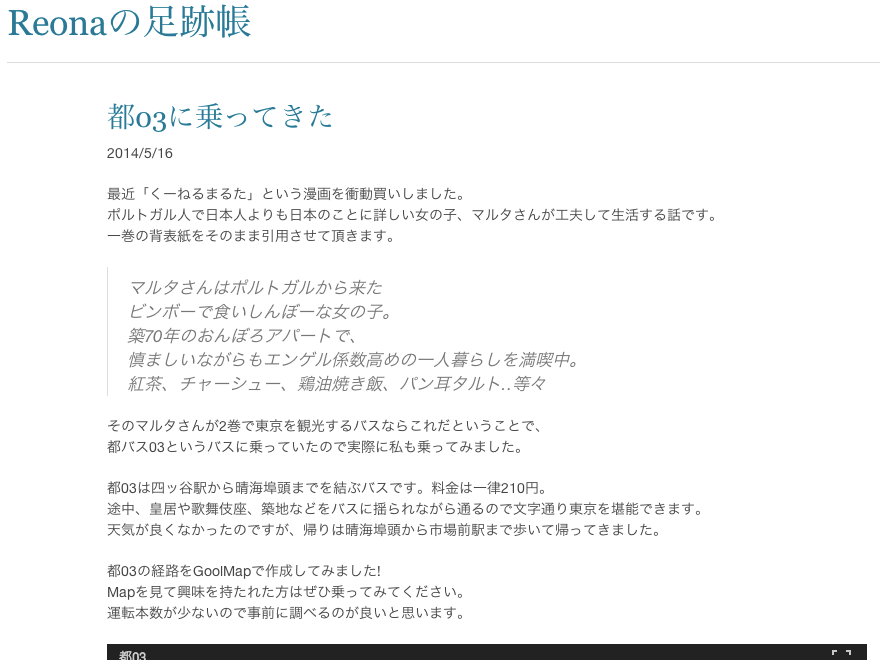 Reonaの足跡帳
都03に乗ってきた
2014/5/16
最近「くーねるまるた」という漫画を衝動買いしました。
ポルトガル人で日本人よりも日本のことに詳しい女の子、マルタさんが工夫して生活する話です。
一巻の背表紙をそのまま引用させて頂きます。
マルタさんはポルトガルから来た
ビンボーで食いしんぼーな女の子。
築70年のおんぼろアパートで、
慎ましいながらもエンゲル係数高めの一人暮らしを満喫中。
紅茶、チャーシュー、鶏油焼き飯、パン耳タルト..等々
そのマルタさんが2巻で東京を観光するバスならこれだということで、
都バス03というバスに乗っていたので実際に私も乗ってみました。
都03は四ッ谷駅から晴海埠頭までを結ぶバスです。料金は一律210円。
途中、皇居や歌舞伎座、築地などをバスに揺られながら通るので文字通り東京を堪能できます。
天気が良くなかったのですが、帰りは晴海埠頭から市場前駅まで歩いて帰ってきました。
都03の経路をGoolMapで作成してみました!
Mapを見て興味を持たれた方はぜひ乗ってみてください。
運転本数が少ないので事前に調べるのが良いと思います。
都03